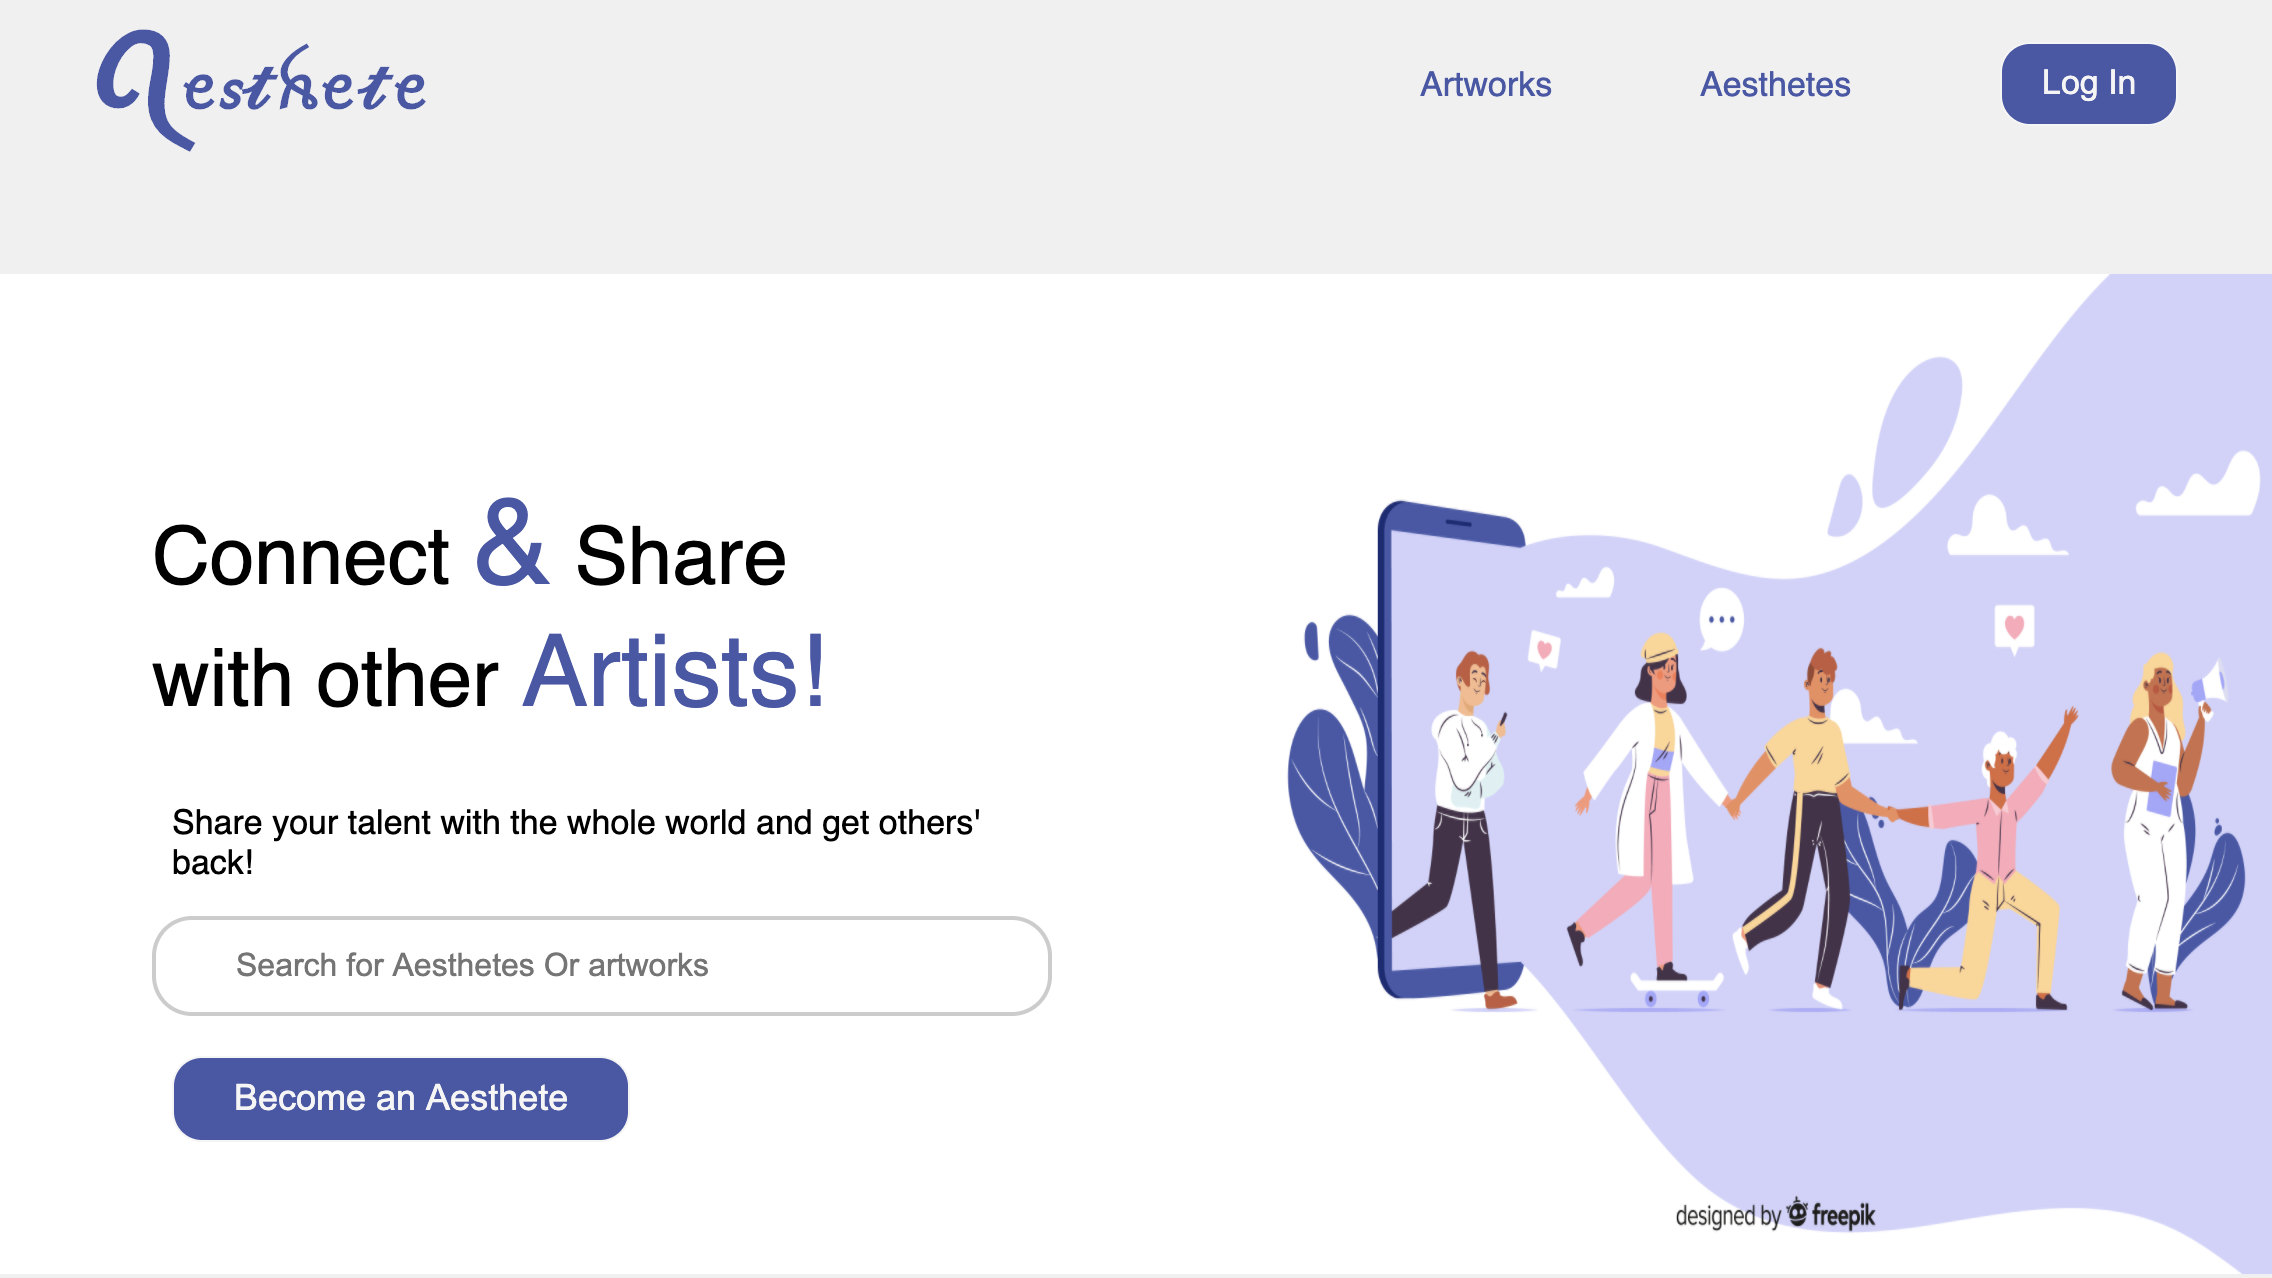 Aesthete
Artworks
Aesthetes
Log In
Connect & Share
with other Artists!
Share your talent with the whole world and get others'
back!
Search for Aesthetes Or artworks
Become an Aesthete
designed by freepik